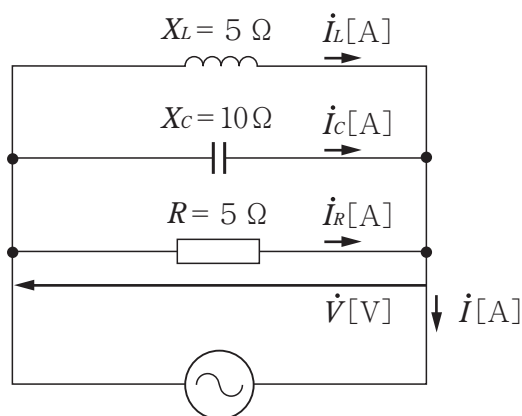 X_L = 5 Ω İ_L[A]
X_C = 10 Ω İ_C[A]
R = 5 Ω İ_R[A]
V̇[V] İ[A]